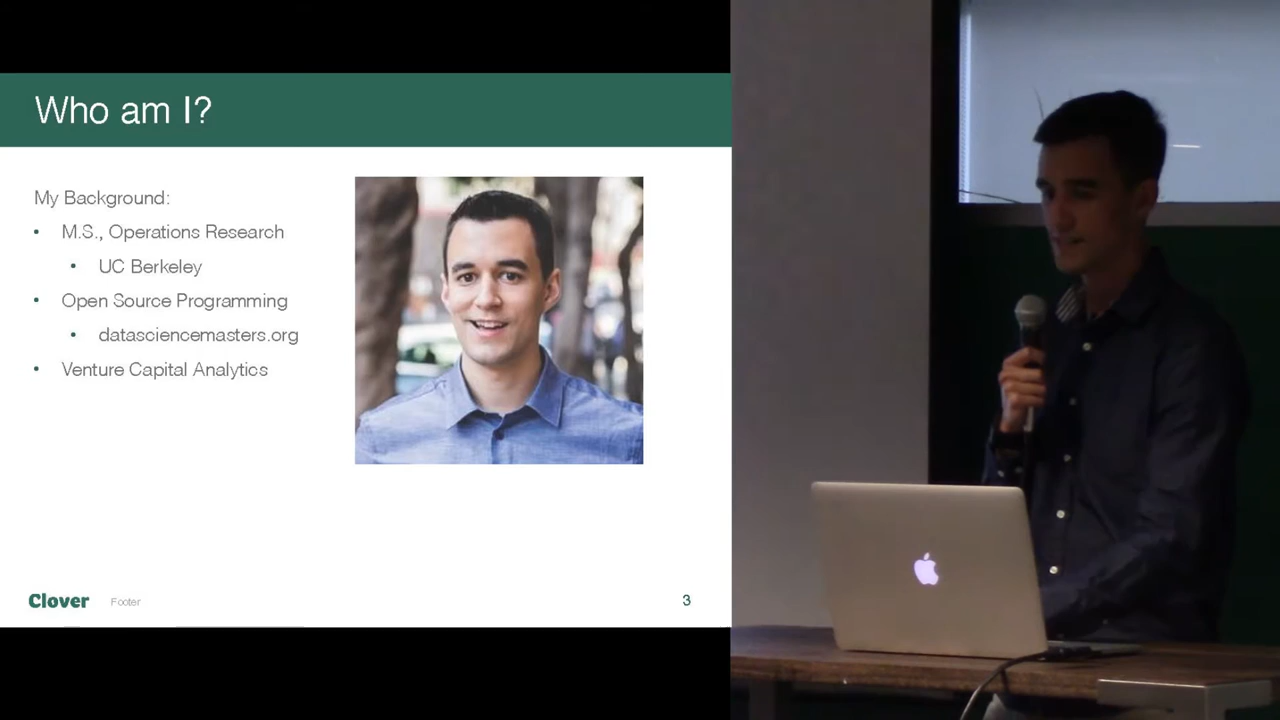 Who am I?
My Background:
• M.S., Operations Research
• UC Berkeley
• Open Source Programming
• datasciencemasters.org
• Venture Capital Analytics
Clover
Footer
3